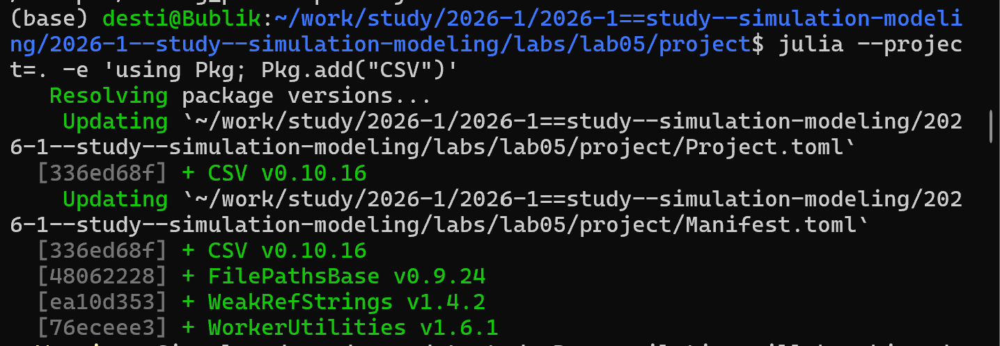 (base) desti@Bublik:~/work/study/2026-1/2026-1==study--simulation-modeli
ng/2026-1--study--simulation-modeling/labs/lab05/project$ julia --projec
t=. -e 'using Pkg; Pkg.add("CSV")'
Resolving package versions...
Updating `~/work/study/2026-1/2026-1==study--simulation-modeling/202
6-1--study--simulation-modeling/labs/lab05/project/Project.toml`
[336ed68f] + CSV v0.10.16
Updating `~/work/study/2026-1/2026-1==study--simulation-modeling/202
6-1--study--simulation-modeling/labs/lab05/project/Manifest.toml`
[336ed68f] + CSV v0.10.16
[48062228] + FilePathsBase v0.9.24
[ea10d353] + WeakRefStrings v1.4.2
[76eceee3] + WorkerUtilities v1.6.1